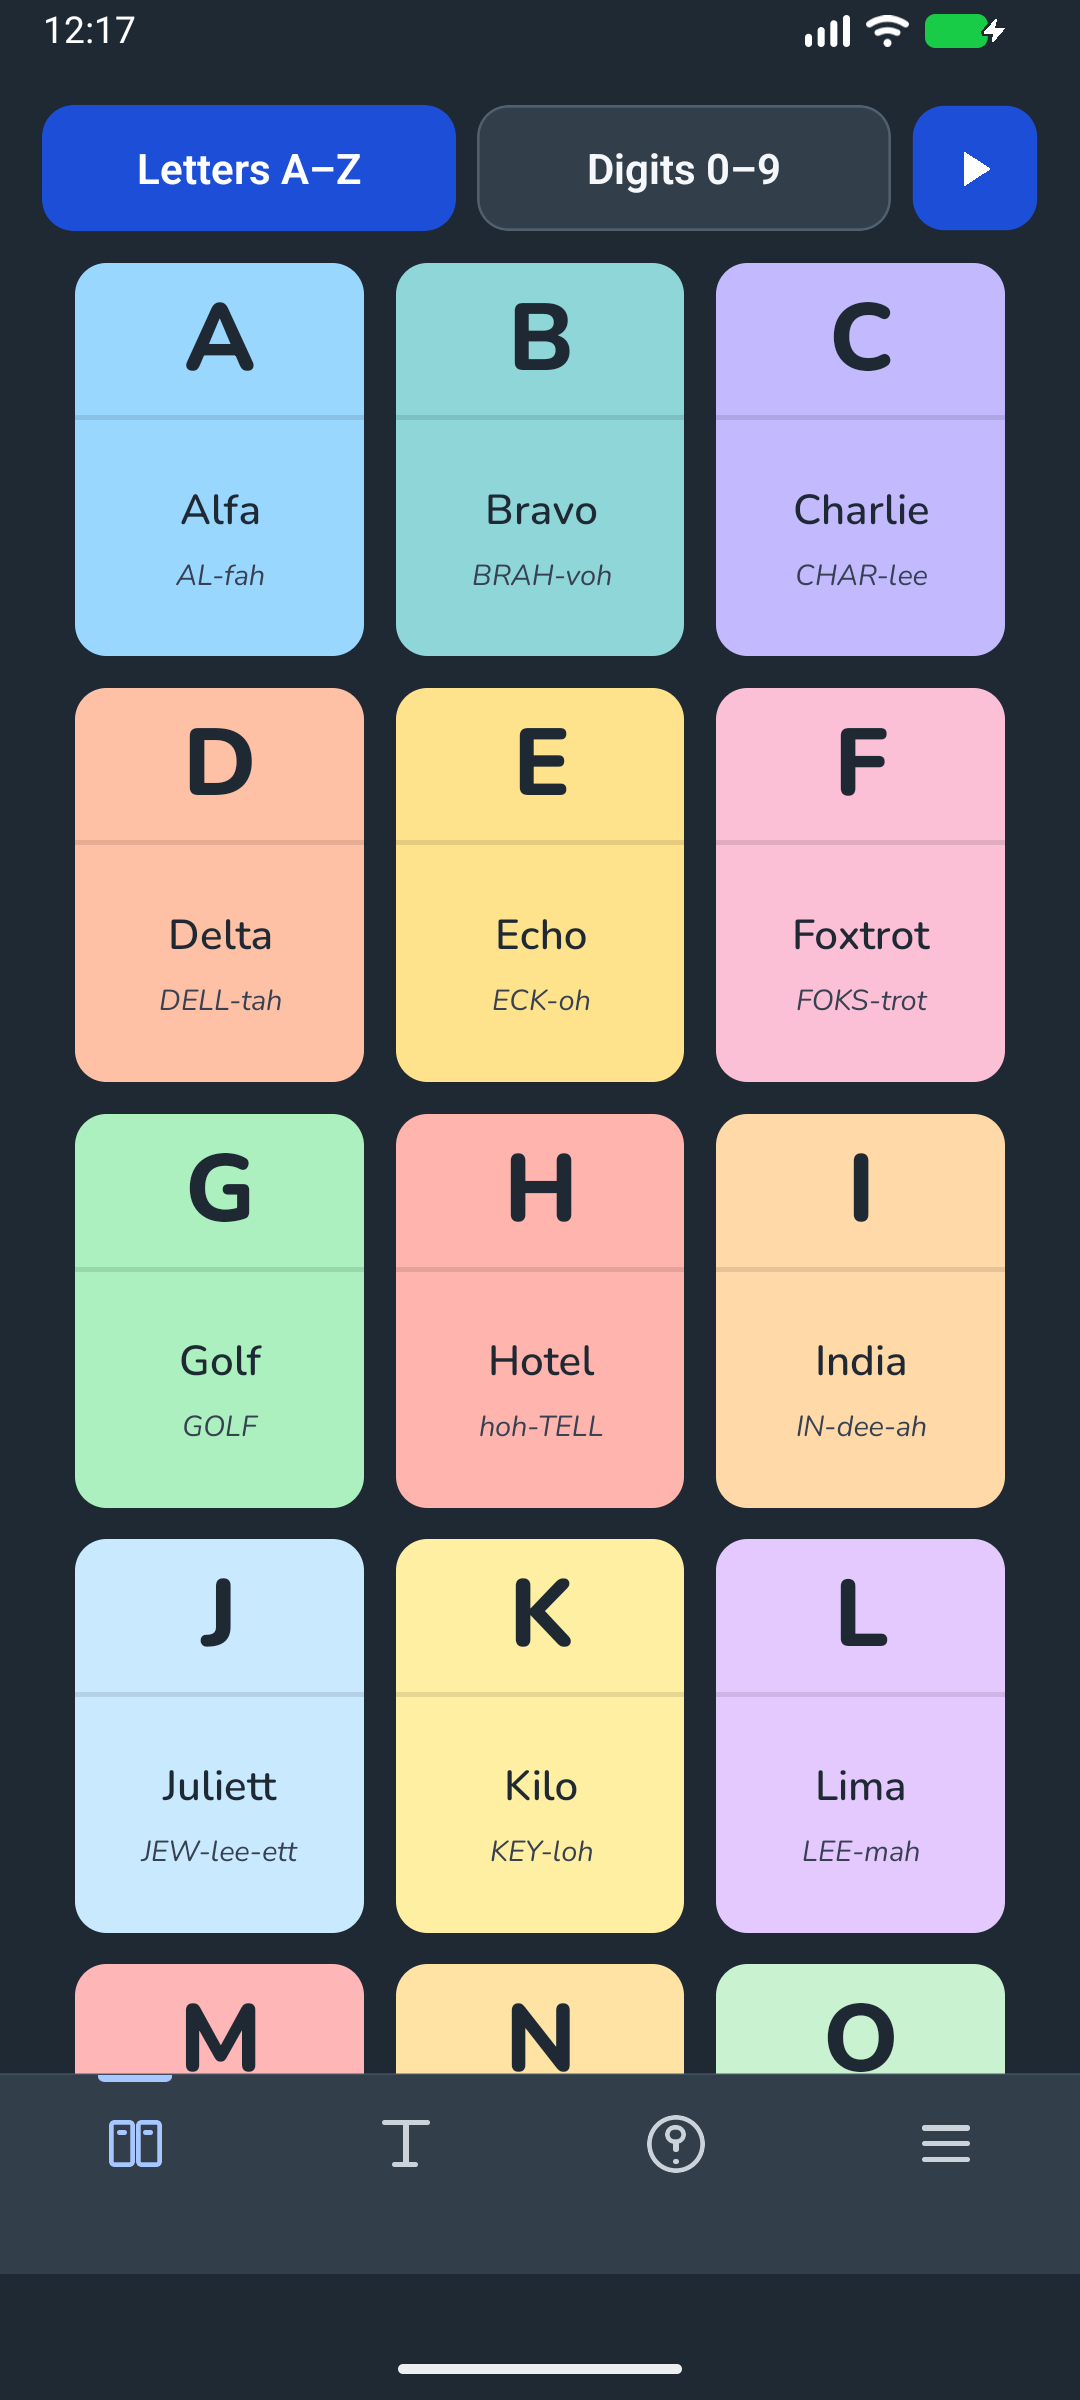 12:17
Letters A–Z Digits 0–9
A B C
Alfa Bravo Charlie
AL-fah BRAH-voh CHAR-lee
D E F
Delta Echo Foxtrot
DELL-tah ECK-oh FOKS-trot
G H I
Golf Hotel India
GOLF hoh-TELL IN-dee-ah
J K L
Juliett Kilo Lima
JEW-lee-ett KEY-loh LEE-mah
M N O